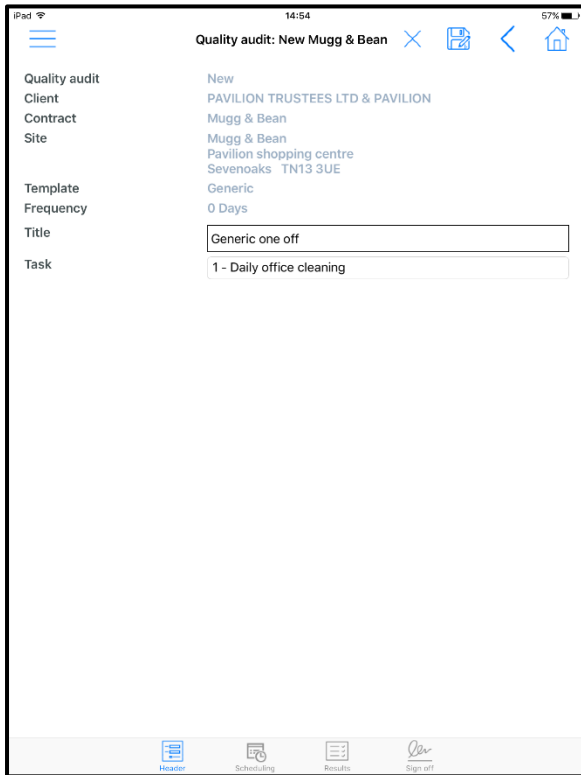 iPad 14:54 57%
Quality audit: New Mugg & Bean
Quality audit New
Client PAVILION TRUSTEES LTD & PAVILION
Contract Mugg & Bean
Site Mugg & Bean
Pavilion shopping centre
Sevenoaks TN13 3UE
Template Generic
Frequency 0 Days
Title Generic one off
Task 1 - Daily office cleaning
Header Scheduling Results Sign off